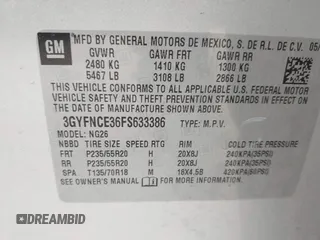 GM
MFD BY GENERAL MOTORS DE MEXICO, S. DE R.L. DE C.V. 05/
GVWR GAWR FRT GAWR RR
2480 KG 1410 KG 1300 KG
5467 LB 3108 LB 2866 LB
THIS VEHICLE CONFORMS TO ALL APPLICABLE U.S. FEDERAL
MOTOR VEHICLE SAFETY AND THEFT PREVENTION STANDARDS
IN EFFECT ON THE DATE OF MANUFACTURE SHOWN ABOVE.
3GYFNCE36FS633386 TYPE: M.P.V.
MODEL: NG26
NBBD TIRE SIZE SPEED RTG RIM COLD TIRE PRESSURE
FRT P235/55R20 H 20X8J 240KPA(35PSI)
RR P235/55R20 H 20X8J 240KPA(35PSI)
SPA T135/70R18 M 18X4.5B 420KPA(60PSI)
SEE OWNER'S MANUAL FOR ADDITIONAL INFORMATION
DREAMBID